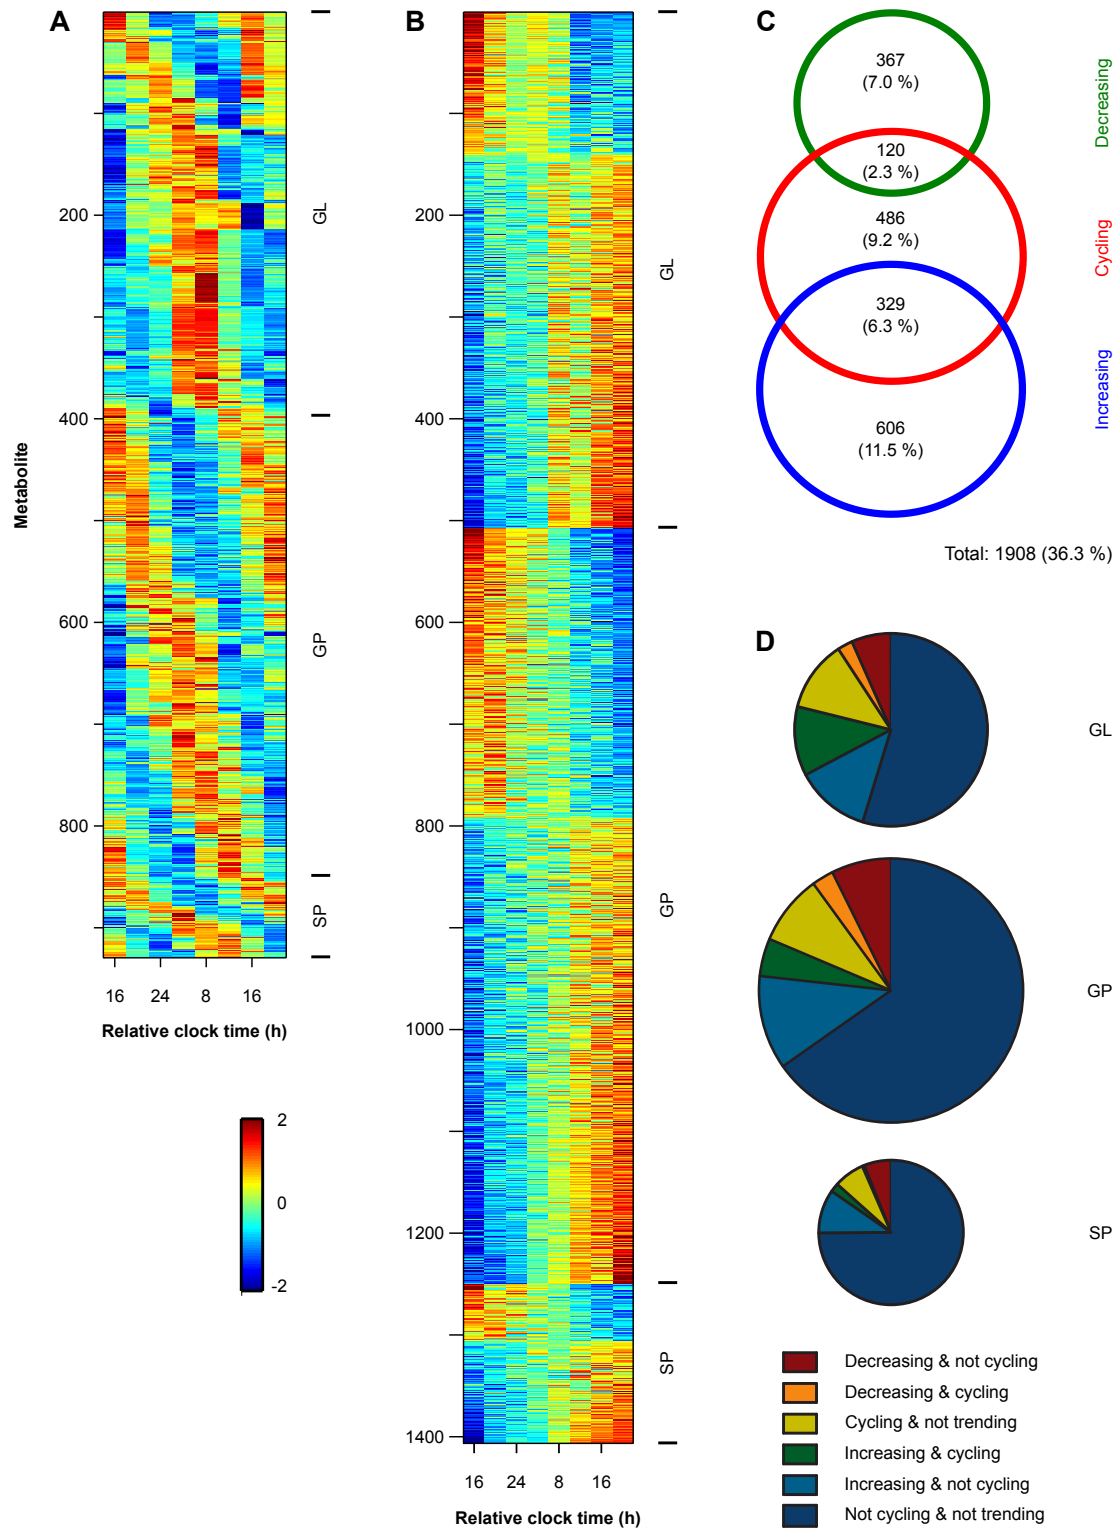 A
B
C
D
Metabolite
200
400
600
800
GL
GP
SP
16
24
8
16
Relative clock time (h)
2
0
-2
200
400
600
800
1000
1200
1400
GL
GP
SP
16
24
8
16
Relative clock time (h)
367
(7.0 %)
120
(2.3 %)
486
(9.2 %)
329
(6.3 %)
606
(11.5 %)
Decreasing
Cycling
Increasing
Total: 1908 (36.3 %)
GL
GP
SP
Decreasing & not cycling
Decreasing & cycling
Cycling & not trending
Increasing & cycling
Increasing & not cycling
Not cycling & not trending